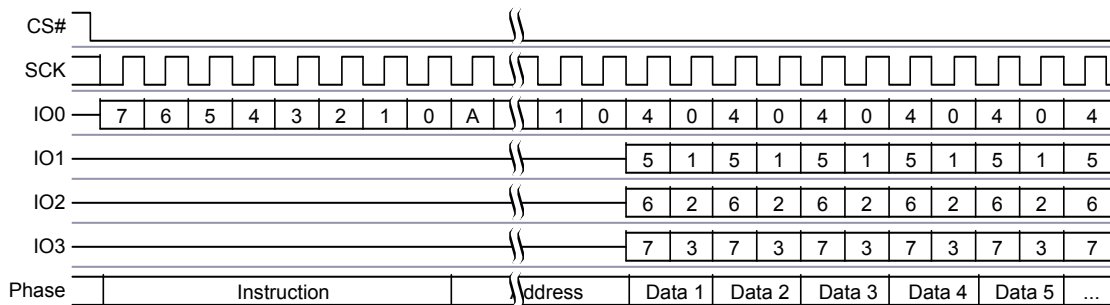 CS#
SCK
IO0 7 6 5 4 3 2 1 0 A 1 0 4 0 4 0 4 0 4 0 4 0 4
IO1 5 1 5 1 5 1 5 1 5 1 5
IO2 6 2 6 2 6 2 6 2 6 2 6
IO3 7 3 7 3 7 3 7 3 7 3 7
Phase Instruction Address Data 1 Data 2 Data 3 Data 4 Data 5 ...